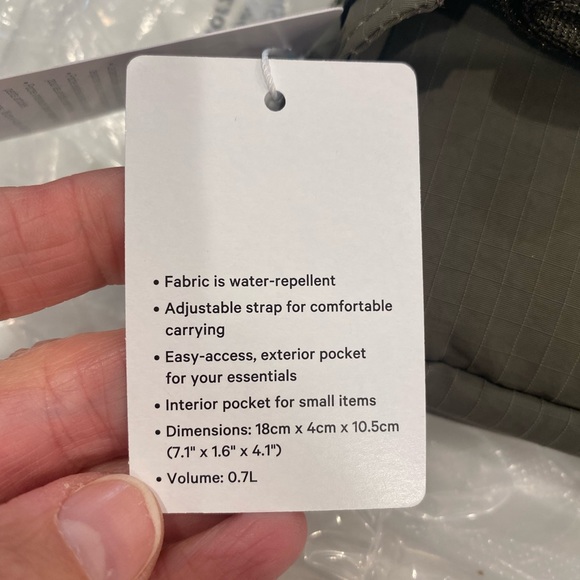 • Fabric is water-repellent
• Adjustable strap for comfortable
carrying
• Easy-access, exterior pocket
for your essentials
• Interior pocket for small items
• Dimensions: 18cm x 4cm x 10.5cm
(7.1" x 1.6" x 4.1")
• Volume: 0.7L